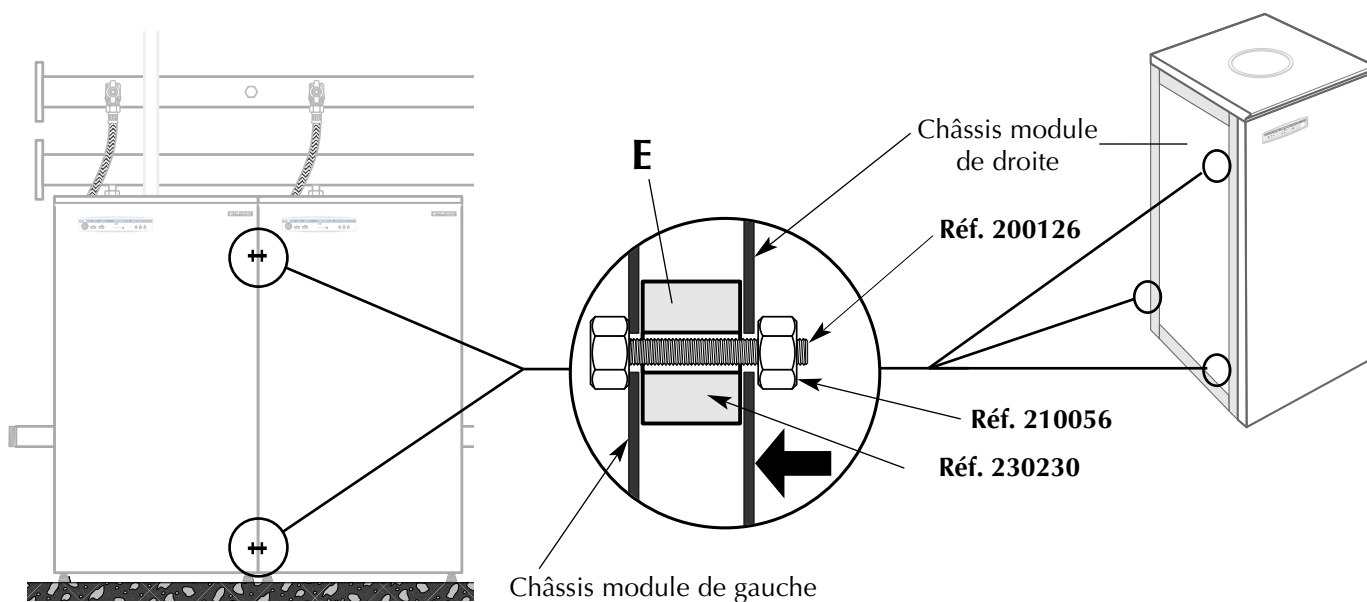 E
Châssis module
de droite
Réf. 200126
Réf. 210056
Réf. 230230
Châssis module de gauche